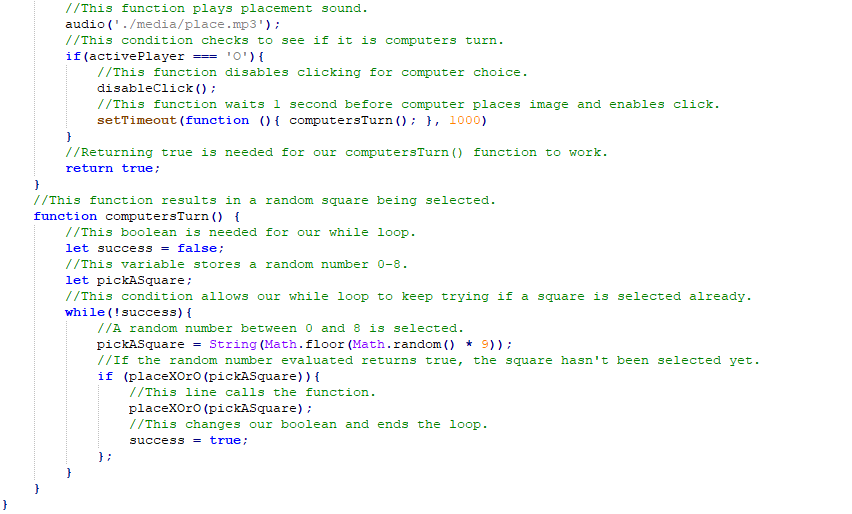 //This function plays placement sound.
audio('./media/place.mp3');
//This condition checks to see if it is computers turn.
if(activePlayer === 'O'){
//This function disables clicking for computer choice.
disableClick();
//This function waits 1 second before computer places image and enables click.
setTimeout(function (){ computersTurn(); }, 1000)
}
//Returning true is needed for our computersTurn() function to work.
return true;
}
//This function results in a random square being selected.
function computersTurn() {
//This boolean is needed for our while loop.
let success = false;
//This variable stores a random number 0-8.
let pickASquare;
//This condition allows our while loop to keep trying if a square is selected already.
while(!success){
//A random number between 0 and 8 is selected.
pickASquare = String(Math.floor(Math.random() * 9));
//If the random number evaluated returns true, the square hasn't been selected yet.
if (placeXOrO(pickASquare)){
//This line calls the function.
placeXOrO(pickASquare);
//This changes our boolean and ends the loop.
success = true;
};
}
}
}